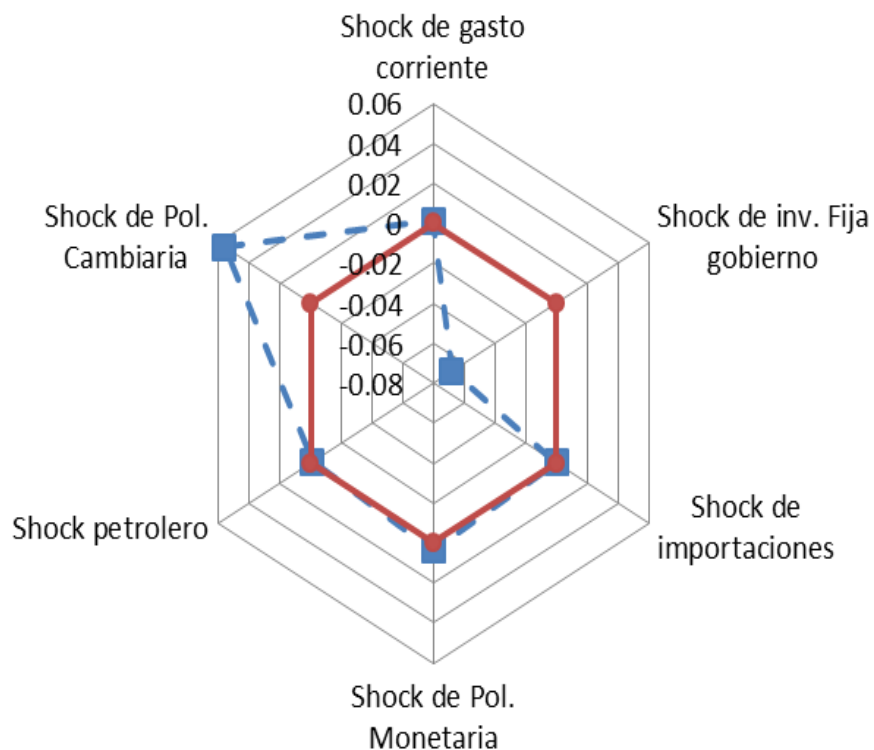 Shock de gasto
corriente
0.06
0.04
0.02
0
-0.02
-0.04
-0.06
-0.08
Shock de inv. Fija
gobierno
Shock de
importaciones
Shock de Pol.
Monetaria
Shock petrolero
Shock de Pol.
Cambiaria